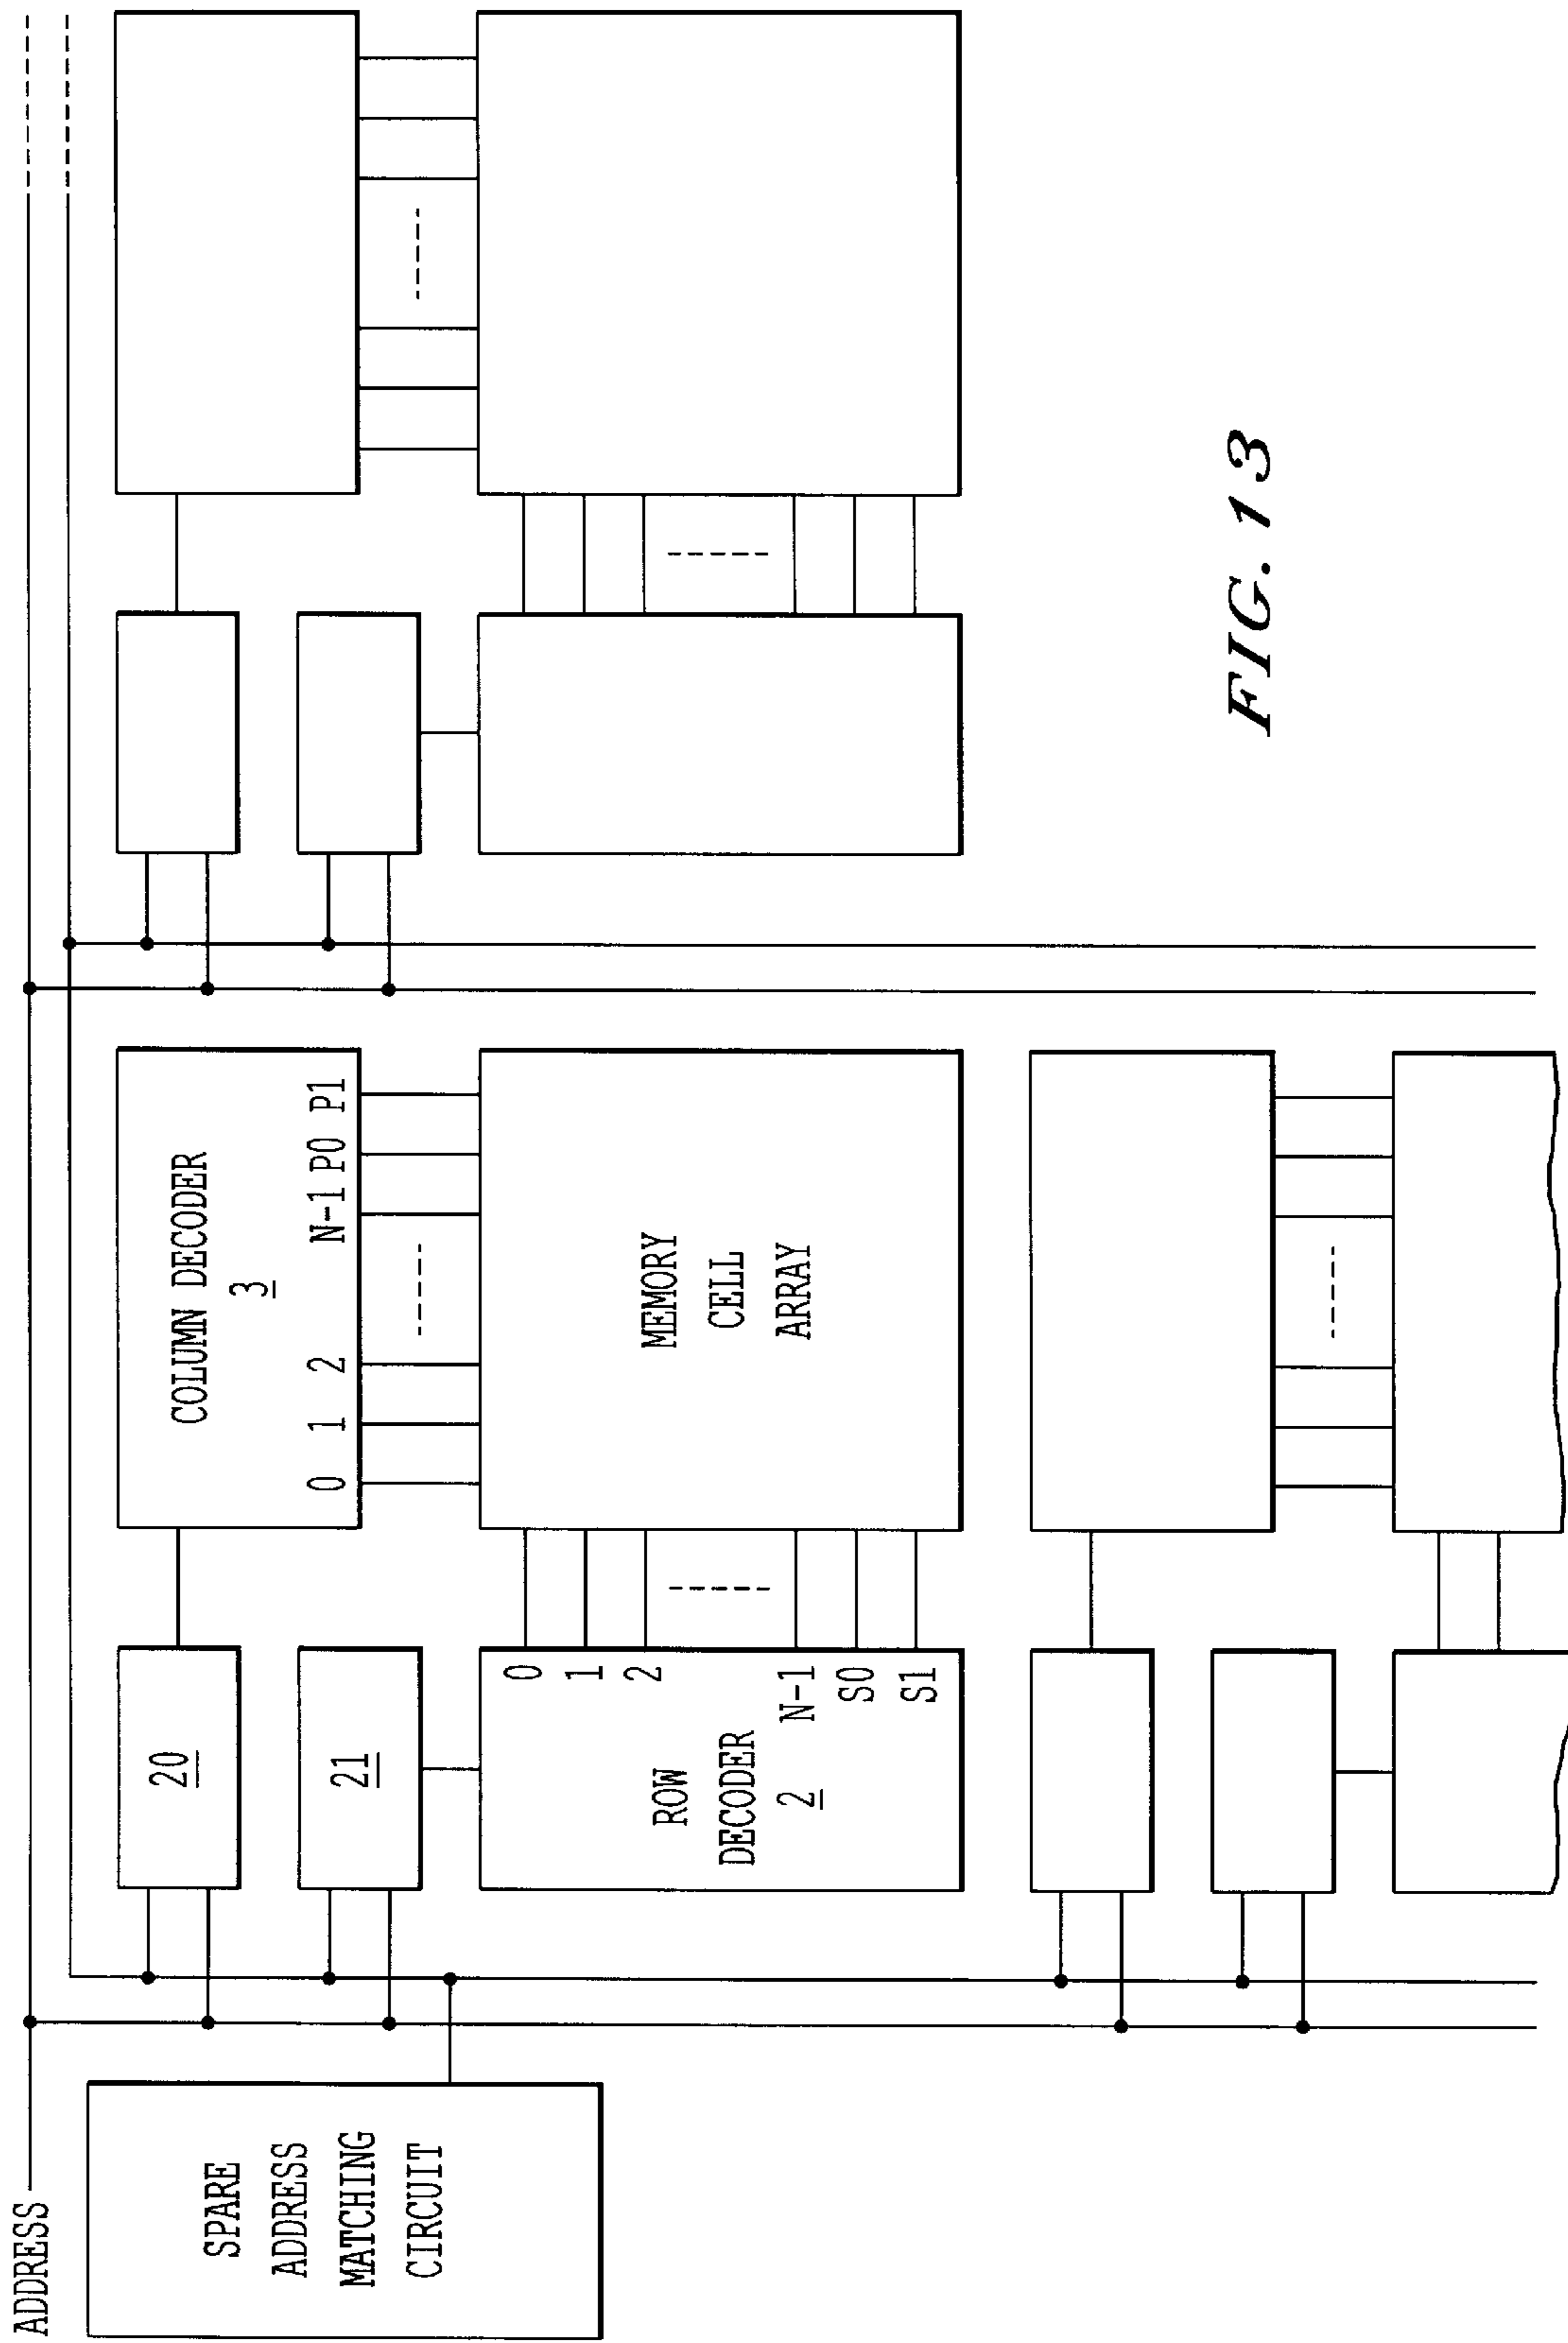 ADDRESS
SPARE
ADDRESS
MATCHING
CIRCUIT
20
21
COLUMN DECODER
3
0 1 2 N-1 P0 P1
ROW
DECODER
2
0
1
2
N-1
S0
S1
MEMORY
CELL
ARRAY
FIG. 13